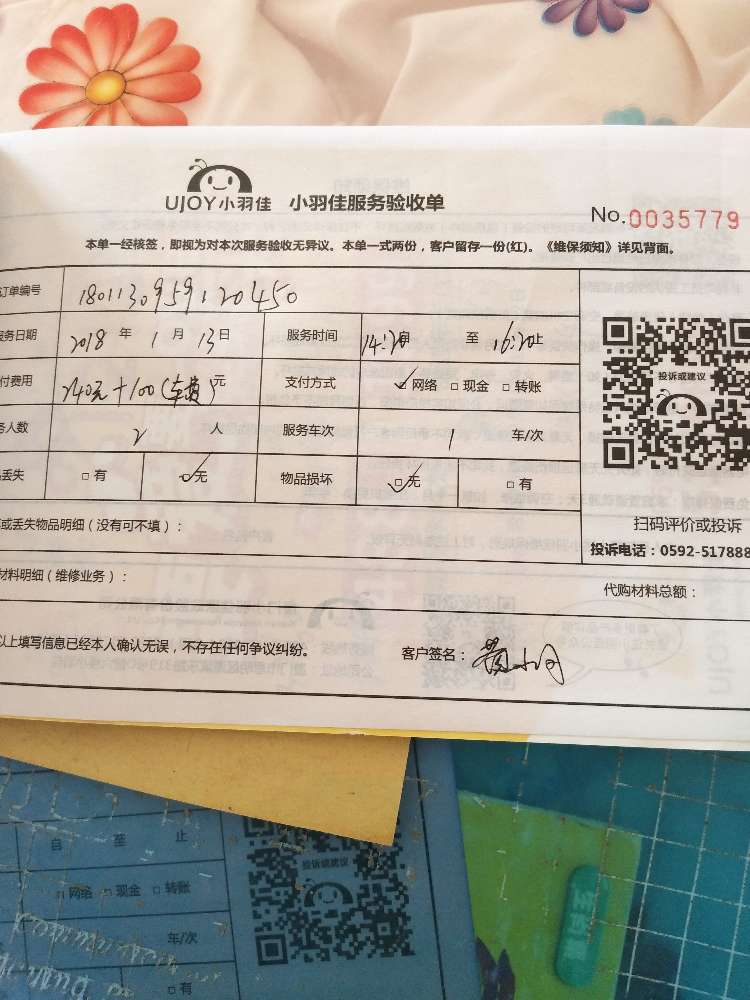 UJOY小羽佳 小羽佳服务验收单
No.0035779
本单一经核签，即视为对本次服务验收无异议。本单一式两份，客户留存一份(红)。《维保须知》详见背面。
订单编号 1801130959120450
务日期 2018 年 1 月 13 日 服务时间 14:20 自 至 16:20 止
付费用 240元+100(车费)元 支付方式 网络 现金 转账
务人数 2 人 服务车次 1 车/次
丢失 有 无 物品损坏 无 有
投诉或建议
或丢失物品明细（没有可不填）：
扫码评价或投诉
投诉电话：0592-517888
材料明细（维修业务）：
代购材料总额：
以上填写信息已经本人确认无误，不存在任何争议纠纷。
客户签名：
自 至 止
网络 现金 转账
车/次
有
投诉或建议